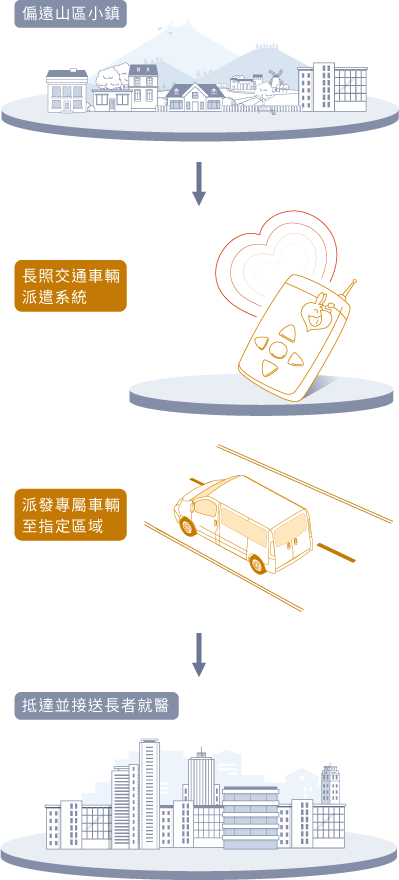 偏遠山區小鎮
長照交通車輛
派遣系統
派發專屬車輛
至指定區域
抵達並接送長者就醫